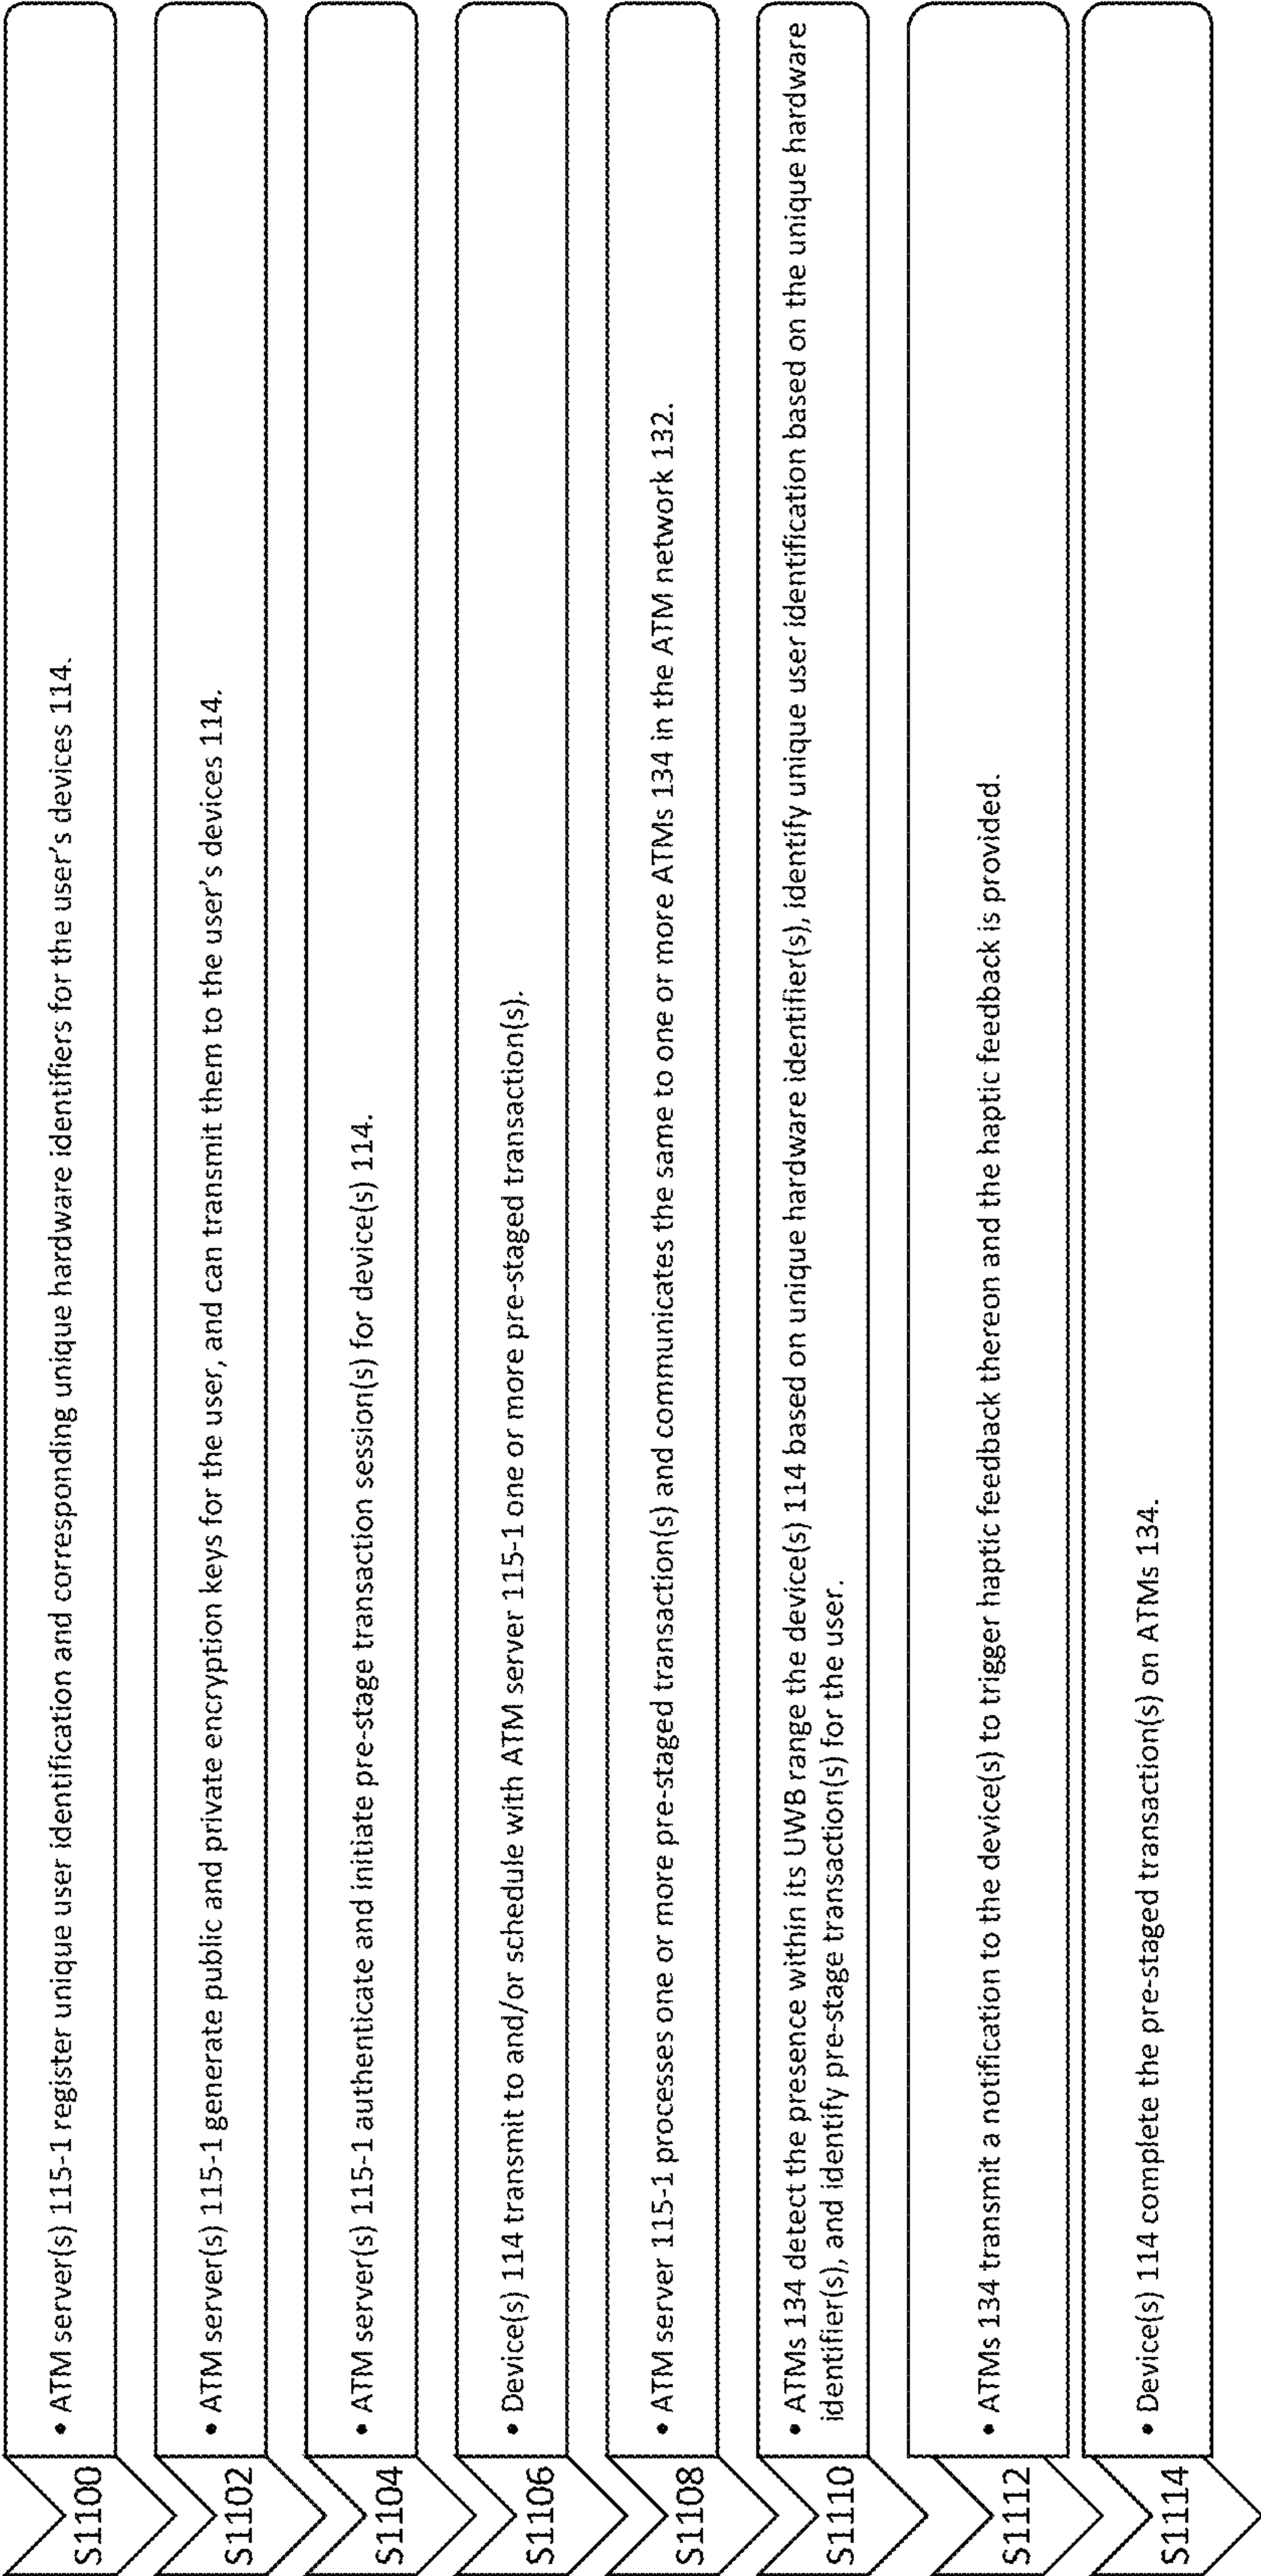 S1100
• ATM server(s) 115-1 register unique user identification and corresponding unique hardware identifiers for the user's devices 114.
S1102
• ATM server(s) 115-1 generate public and private encryption keys for the user, and can transmit them to the user's devices 114.
S1104
• ATM server(s) 115-1 authenticate and initiate pre-stage transaction session(s) for device(s) 114.
S1106
• Device(s) 114 transmit to and/or schedule with ATM server 115-1 one or more pre-staged transaction(s).
S1108
• ATM server 115-1 processes one or more pre-staged transaction(s) and communicates the same to one or more ATMs 134 in the ATM network 132.
S1110
• ATMs 134 detect the presence within its UWB range the device(s) 114 based on unique hardware identifier(s), identify unique user identification based on the unique hardware
identifier(s), and identify pre-stage transaction(s) for the user.
S1112
• ATMs 134 transmit a notification to the device(s) to trigger haptic feedback thereon and the haptic feedback is provided.
S1114
• Device(s) 114 complete the pre-staged transaction(s) on ATMs 134.